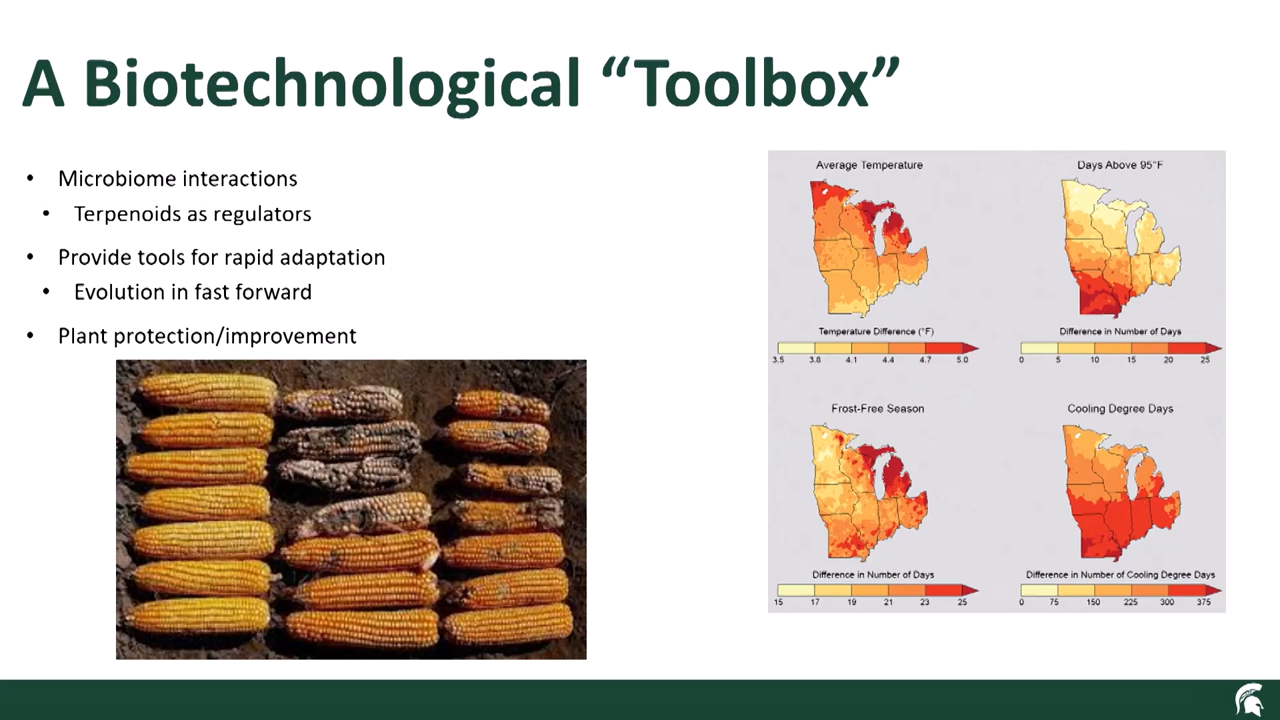 A Biotechnological “Toolbox”
• Microbiome interactions
• Terpenoids as regulators
• Provide tools for rapid adaptation
• Evolution in fast forward
• Plant protection/improvement
Average Temperature
Temperature Difference (°F)
3.5 3.8 4.1 4.4 4.7 5.0
Days Above 95°F
Difference in Number of Days
0 5 10 15 20 25
Frost-Free Season
Difference in Number of Days
15 17 19 21 23 25
Cooling Degree Days
Difference in Number of Cooling Degree Days
0 75 150 225 300 375